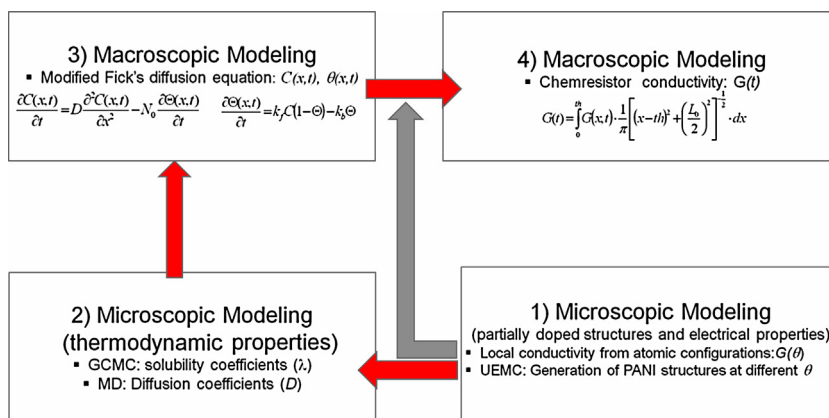 3) Macroscopic Modeling
▪ Modified Fick's diffusion equation: C(x,t), θ(x,t)
∂C(x,t)/∂t = D ∂²C(x,t)/∂x² − N₀ ∂Θ(x,t)/∂t    ∂Θ(x,t)/∂t = k_f C(1−Θ) − k_b Θ
4) Macroscopic Modeling
▪ Chemresistor conductivity: G(t)
G(t) = ∫₀^th G(x,t) · 1/π [(x−th)² + (L₀/2)²]^(−1/2) · dx
2) Microscopic Modeling
(thermodynamic properties)
▪ GCMC: solubility coefficients (λ)
▪ MD: Diffusion coefficients (D)
1) Microscopic Modeling
(partially doped structures and electrical properties)
▪ Local conductivity from atomic configurations:G(θ)
▪ UEMC: Generation of PANI structures at different θ